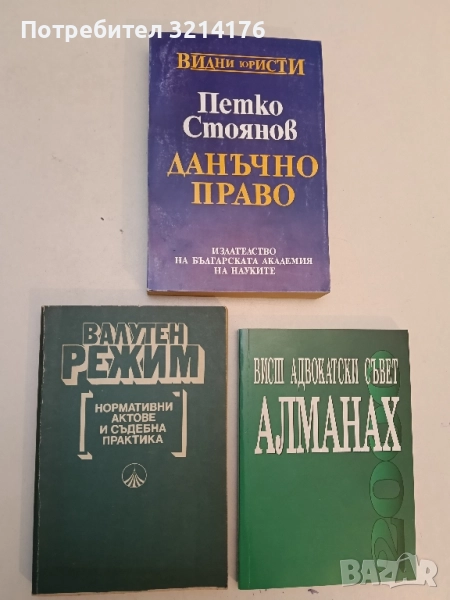 Потребител 3214176
ВИДНИ ЮРИСТИ
Петко
Стоянов
ДАНЪЧНО
ПРАВО
ИЗДАТЕЛСТВО
НА БЪЛГАРСКАТА АКАДЕМИЯ
НА НАУКИТЕ
ВАЛУТЕН
РЕЖИМ
НОРМАТИВНИ
АКТОВЕ
И СЪДЕБНА
ПРАКТИКА
ВИСШ АДВОКАТСКИ СЪВЕТ
АЛМАНАХ
BAZAR